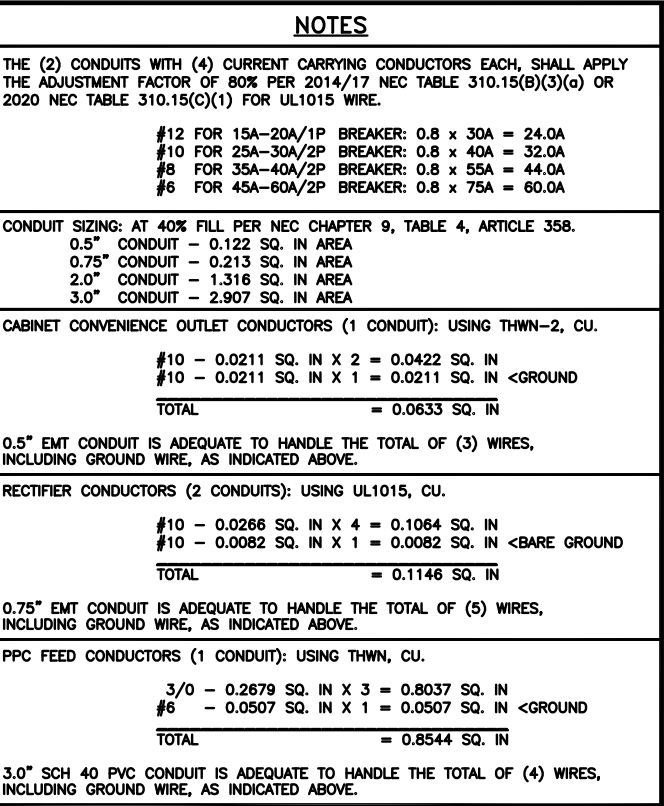 NOTES
THE (2) CONDUITS WITH (4) CURRENT CARRYING CONDUCTORS EACH, SHALL APPLY
THE ADJUSTMENT FACTOR OF 80% PER 2014/17 NEC TABLE 310.15(B)(3)(a) OR
2020 NEC TABLE 310.15(C)(1) FOR UL1015 WIRE.
#12 FOR 15A-20A/1P BREAKER: 0.8 x 30A = 24.0A
#10 FOR 25A-30A/2P BREAKER: 0.8 x 40A = 32.0A
#8 FOR 35A-40A/2P BREAKER: 0.8 x 55A = 44.0A
#6 FOR 45A-60A/2P BREAKER: 0.8 x 75A = 60.0A
CONDUIT SIZING: AT 40% FILL PER NEC CHAPTER 9, TABLE 4, ARTICLE 358.
0.5" CONDUIT - 0.122 SQ. IN AREA
0.75" CONDUIT - 0.213 SQ. IN AREA
2.0" CONDUIT - 1.316 SQ. IN AREA
3.0" CONDUIT - 2.907 SQ. IN AREA
CABINET CONVENIENCE OUTLET CONDUCTORS (1 CONDUIT): USING THWN-2, CU.
#10 - 0.0211 SQ. IN X 2 = 0.0422 SQ. IN
#10 - 0.0211 SQ. IN X 1 = 0.0211 SQ. IN <GROUND
TOTAL = 0.0633 SQ. IN
0.5" EMT CONDUIT IS ADEQUATE TO HANDLE THE TOTAL OF (3) WIRES,
INCLUDING GROUND WIRE, AS INDICATED ABOVE.
RECTIFIER CONDUCTORS (2 CONDUITS): USING UL1015, CU.
#10 - 0.0266 SQ. IN X 4 = 0.1064 SQ. IN
#10 - 0.0082 SQ. IN X 1 = 0.0082 SQ. IN <BARE GROUND
TOTAL = 0.1146 SQ. IN
0.75" EMT CONDUIT IS ADEQUATE TO HANDLE THE TOTAL OF (5) WIRES,
INCLUDING GROUND WIRE, AS INDICATED ABOVE.
PPC FEED CONDUCTORS (1 CONDUIT): USING THWN, CU.
3/0 - 0.2679 SQ. IN X 3 = 0.8037 SQ. IN
#6 - 0.0507 SQ. IN X 1 = 0.0507 SQ. IN <GROUND
TOTAL = 0.8544 SQ. IN
3.0" SCH 40 PVC CONDUIT IS ADEQUATE TO HANDLE THE TOTAL OF (4) WIRES,
INCLUDING GROUND WIRE, AS INDICATED ABOVE.